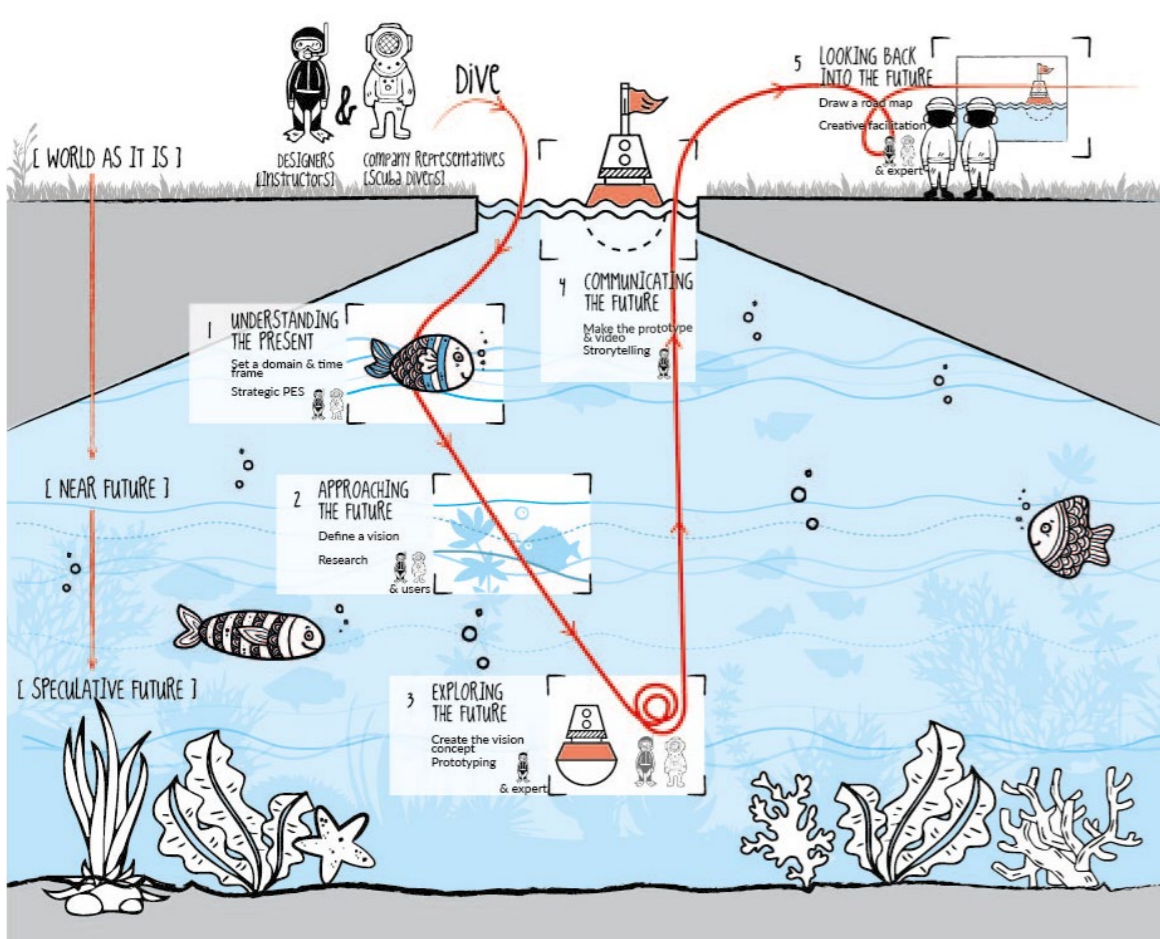 DIVE
&
DESIGNERS
[Instructors]
Company Representatives
[Scuba Divers]
[ WORLD AS IT IS ]
[ NEAR FUTURE ]
[ SPECULATIVE FUTURE ]
1 UNDERSTANDING
THE PRESENT
Set a domain & time
frame
Strategic PES
2 APPROACHING
THE FUTURE
Define a vision
Research
& users
3 EXPLORING
THE FUTURE
Create the vision
concept
Prototyping
& expert
4 COMMUNICATING
THE FUTURE
Make the prototype
& video
Strorytelling
5 LOOKING BACK
INTO THE FUTURE
Draw a road map
Creative facilitation
& expert